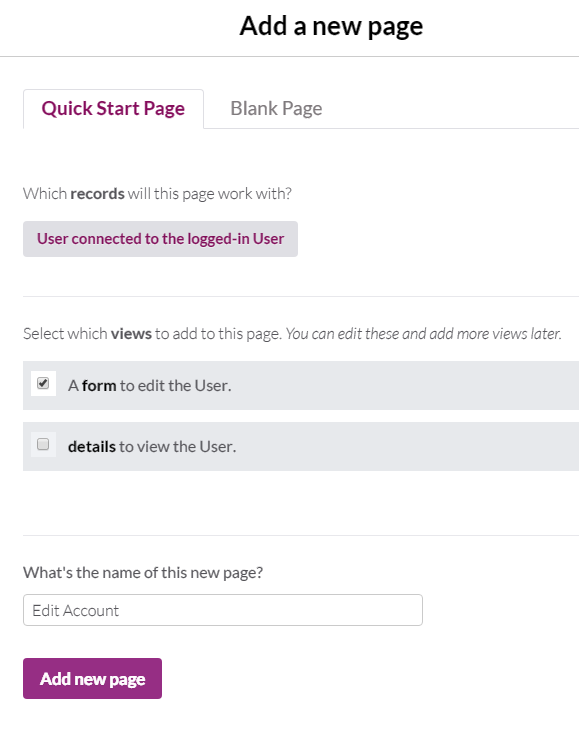 Add a new page
Quick Start Page
Blank Page
Which records will this page work with?
User connected to the logged-in User
Select which views to add to this page. You can edit these and add more views later.
A form to edit the User.
details to view the User.
What's the name of this new page?
Edit Account
Add new page